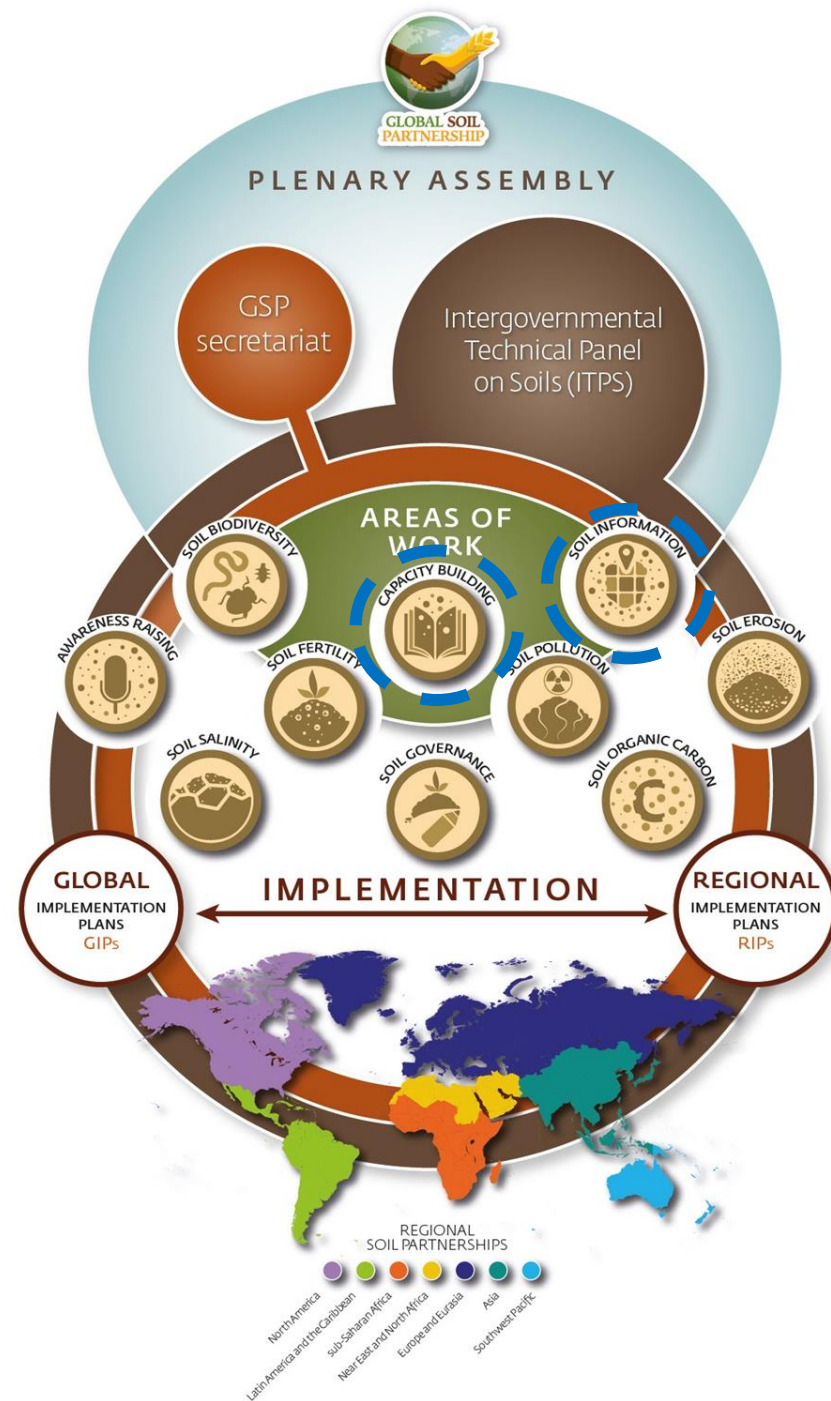 GLOBAL SOIL
PARTNERSHIP
PLENARY ASSEMBLY
GSP
secretariat
Intergovernmental
Technical Panel
on Soils (ITPS)
AREAS OF
WORK
SOIL BIODIVERSITY
SOIL INFORMATION
CAPACITY BUILDING
AWARENESS RAISING
SOIL FERTILITY
SOIL POLLUTION
SOIL EROSION
SOIL SALINITY
SOIL GOVERNANCE
SOIL ORGANIC CARBON
C
GLOBAL
IMPLEMENTATION
PLANS
GIPs
IMPLEMENTATION
REGIONAL
IMPLEMENTATION
PLANS
RIPs
REGIONAL
SOIL PARTNERSHIPS
North America
Latin America and the Caribbean
sub-Saharan Africa
Near East and North Africa
Europe and Eurasia
Asia
Southwest Pacific